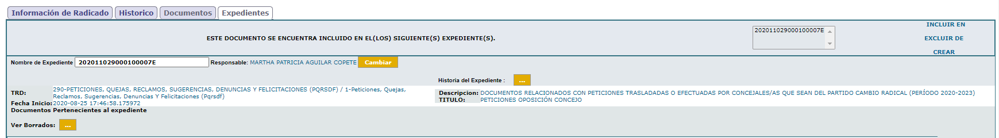 Información de Radicado Historico Documentos Expedientes
INCLUIR EN
ESTE DOCUMENTO SE ENCUENTRA INCLUIDO EN EL(LOS) SIGUIENTE(S) EXPEDIENTE(S). 202011029000100007E EXCLUIR DE
CREAR
Nombre de Expediente 202011029000100007E Responsable: MARTHA PATRICIA AGUILAR COPETE Cambiar
Historia del Expediente : ...
TRD: 290-PETICIONES, QUEJAS, RECLAMOS, SUGERENCIAS, DENUNCIAS Y FELICITACIONES (PQRSDF) / 1-Peticiones, Quejas,
Reclamos, Sugerencias, Denuncias Y Felicitaciones (Pqrsdf)
Descripcion: DOCUMENTOS RELACIONADOS CON PETICIONES TRASLADADAS O EFECTUADAS POR CONCEJALES/AS QUE SEAN DEL PARTIDO CAMBIO RADICAL (PERÍODO 2020-2023)
TITULO: PETICIONES OPOSICIÓN CONCEJO
Fecha Inicio: 2020-08-25 17:46:58.175972
Documentos Pertenecientes al expediente
Ver Borrados: ...